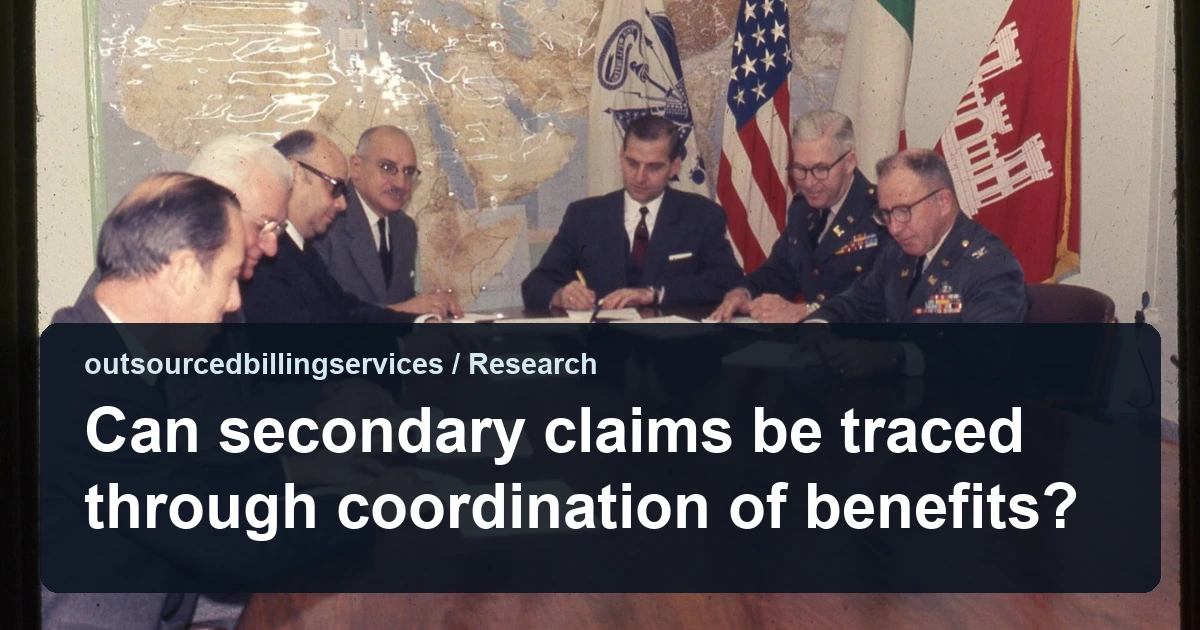 outsourcedbillingservices / Research
Can secondary claims be traced
through coordination of benefits?